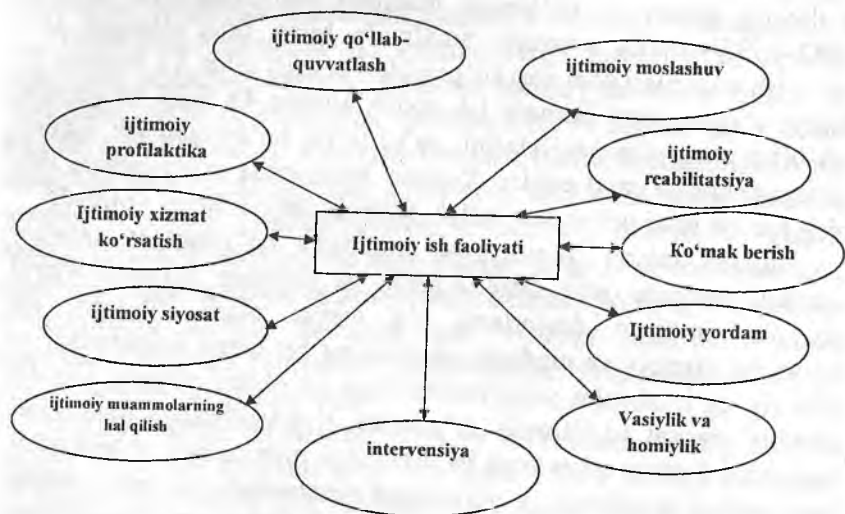 ijtimoiy qo‘llab-
quvvatlash
ijtimoiy moslashuv
ijtimoiy
profilaktika
ijtimoiy
rcabilitatsiya
Ijtimoiy xizmat
ko‘rsatish
Ijtimoiy ish faoliyati
Ko‘mak berish
ijtimoiy siyosat
Ijtimoiy yordam
ijtimoiy muammolarning
hal qilish
intervensiya
Vasiylik va
homiylik